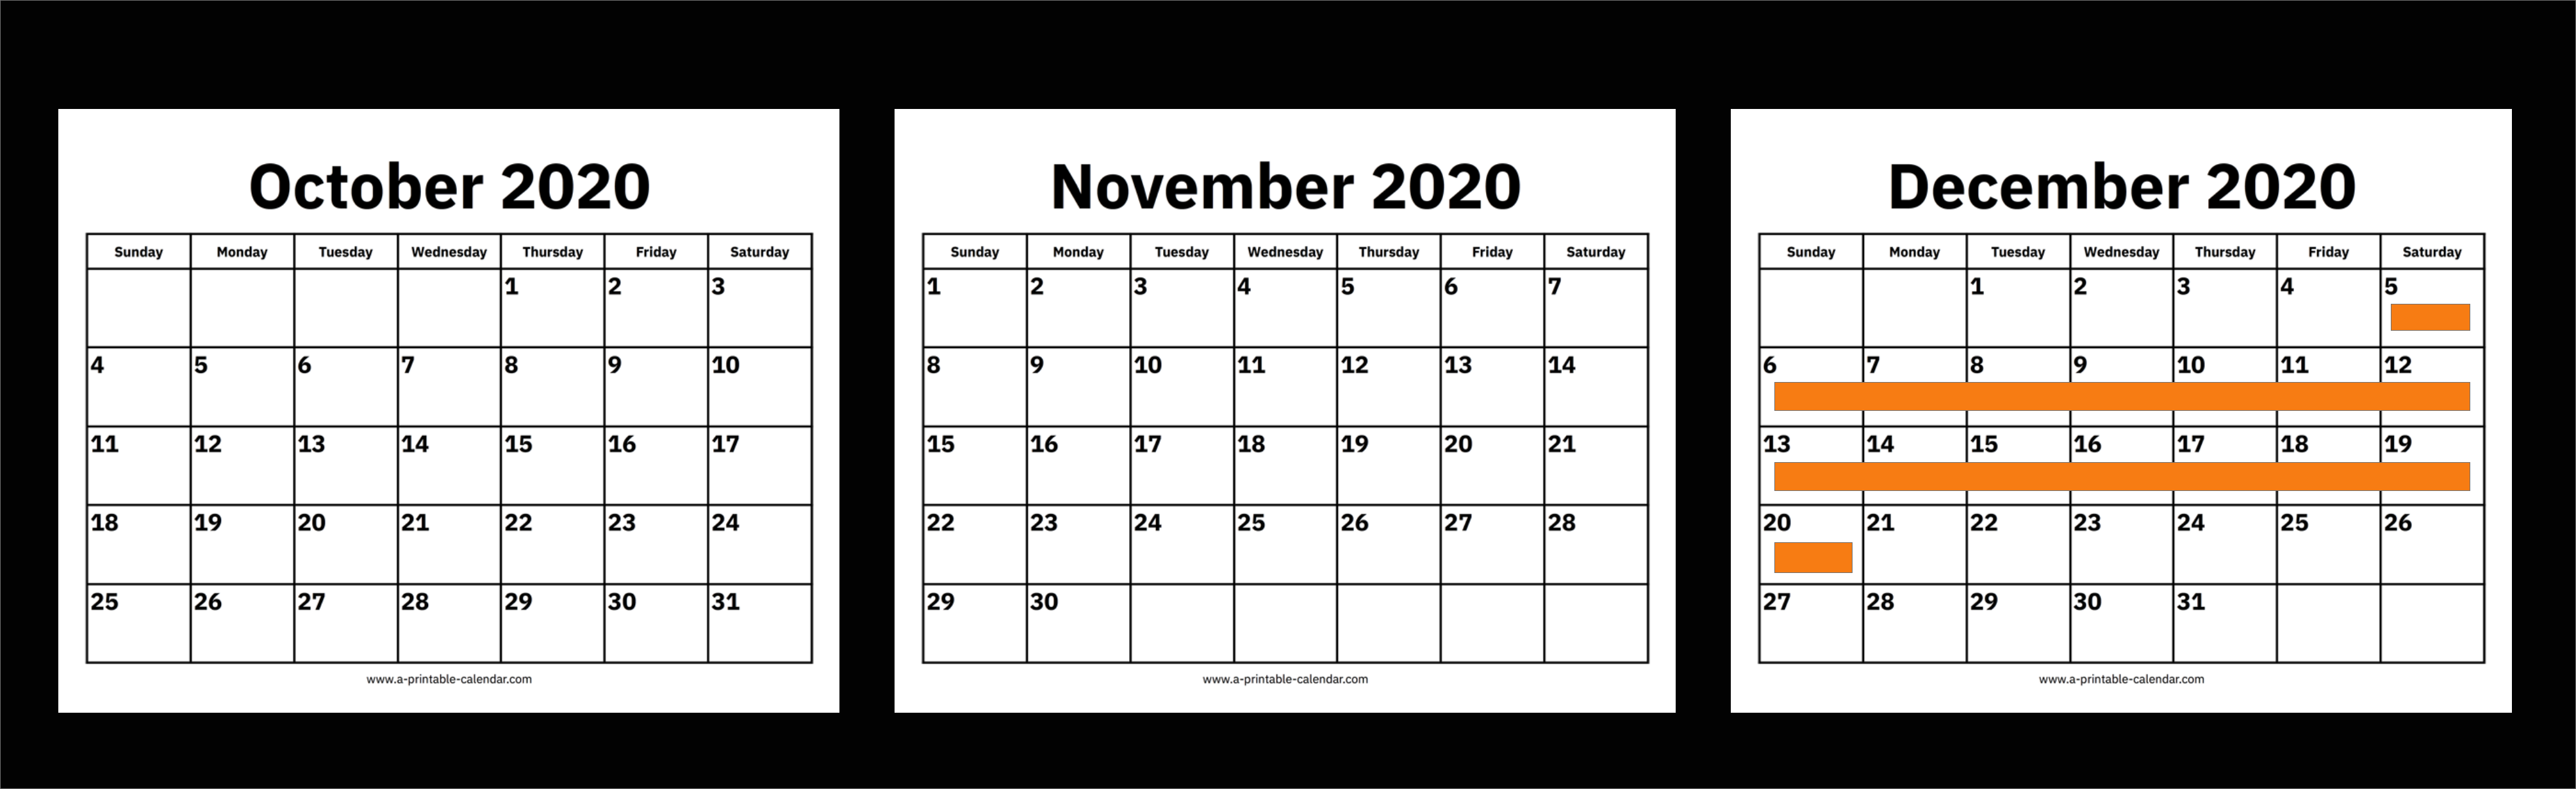 October 2020
Sunday Monday Tuesday Wednesday Thursday Friday Saturday
1 2 3
4 5 6 7 8 9 10
11 12 13 14 15 16 17
18 19 20 21 22 23 24
25 26 27 28 29 30 31
www.a-printable-calendar.com
November 2020
Sunday Monday Tuesday Wednesday Thursday Friday Saturday
1 2 3 4 5 6 7
8 9 10 11 12 13 14
15 16 17 18 19 20 21
22 23 24 25 26 27 28
29 30
www.a-printable-calendar.com
December 2020
Sunday Monday Tuesday Wednesday Thursday Friday Saturday
1 2 3 4 5
6 7 8 9 10 11 12
13 14 15 16 17 18 19
20 21 22 23 24 25 26
27 28 29 30 31
www.a-printable-calendar.com